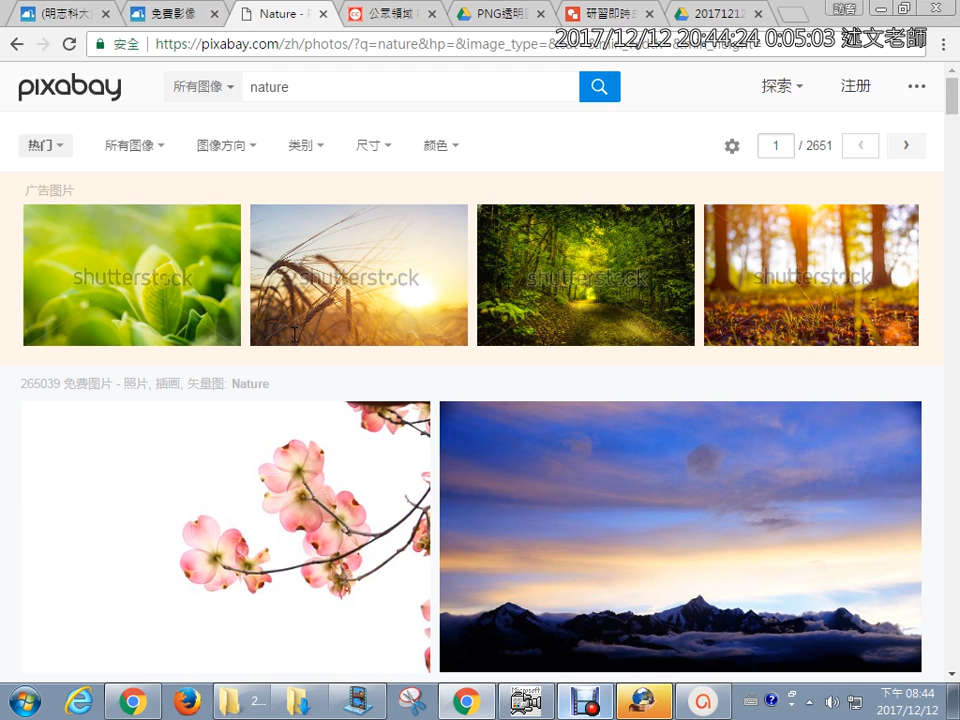 (明志科大
免費影像
Nature - P
公眾領域
PNG透明
研習即時
20171212
訪客
安全
https://pixabay.com/zh/photos/?q=nature&hp=&image_type=&
2017/12/12 20:44:24 0:05:03 述文老師
pixabay
所有图像
nature
探索
注册
热门
所有图像
图像方向
类别
尺寸
颜色
1
/ 2651
广告图片
shutterstock
shutterstock
shutterstock
shutterstock
265039 免费图片 - 照片, 插画, 矢量图: Nature
2...
Microsoft
下午 08:44
2017/12/12